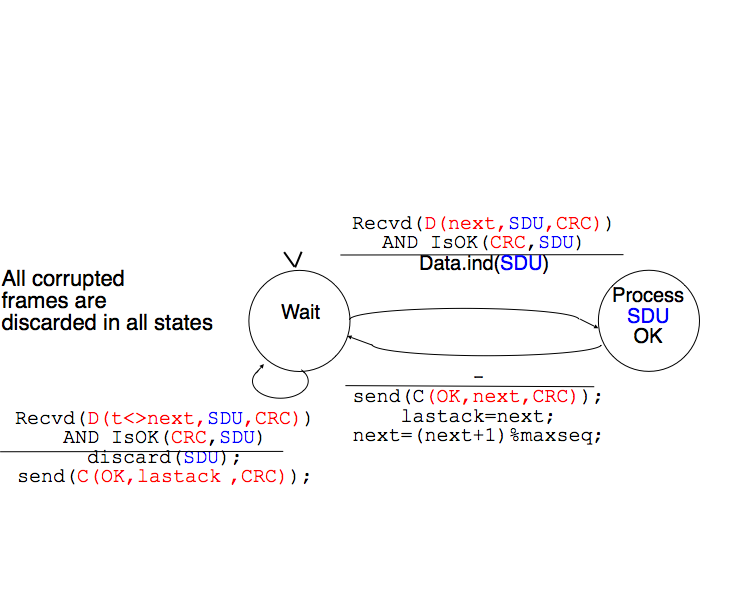 Recvd(D(next,SDU,CRC))
AND IsOK(CRC,SDU)
Data.ind(SDU)
All corrupted
frames are
discarded in all states
Wait
Process
SDU
OK
-
send(C(OK,next,CRC));
lastack=next;
next=(next+1)%maxseq;
Recvd(D(t<>next,SDU,CRC))
AND IsOK(CRC,SDU)
discard(SDU);
send(C(OK,lastack ,CRC));